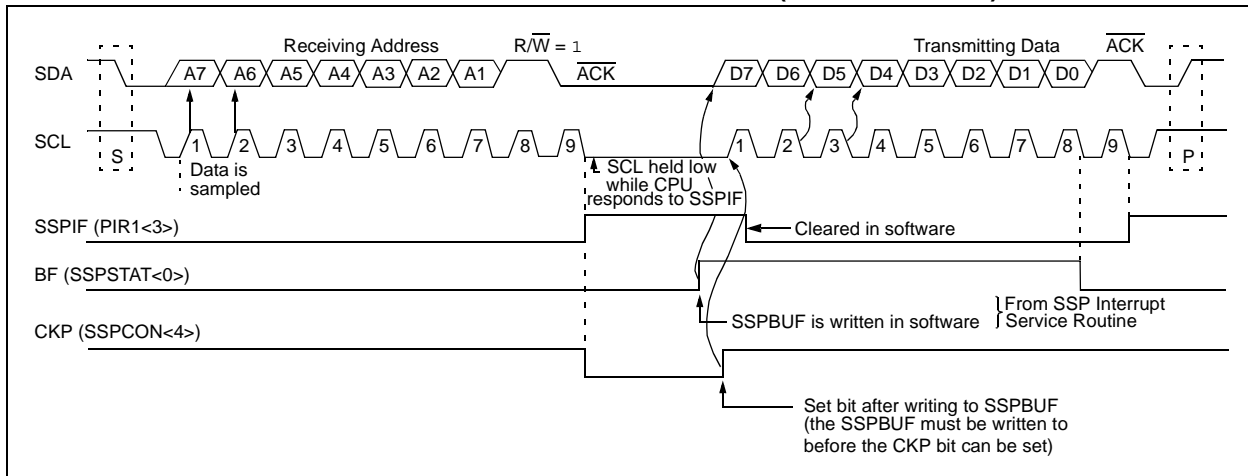 Receiving Address R/W = 1 Transmitting Data ACK
SDA A7 A6 A5 A4 A3 A2 A1 ACK D7 D6 D5 D4 D3 D2 D1 D0 
SCL S 1 2 3 4 5 6 7 8 9 1 2 3 4 5 6 7 8 9 P
Data is
sampled
SCL held low
while CPU
responds to SSPIF
SSPIF (PIR1<3>)
Cleared in software
BF (SSPSTAT<0>)
SSPBUF is written in software
From SSP Interrupt
Service Routine
CKP (SSPCON<4>)
Set bit after writing to SSPBUF
(the SSPBUF must be written to
before the CKP bit can be set)